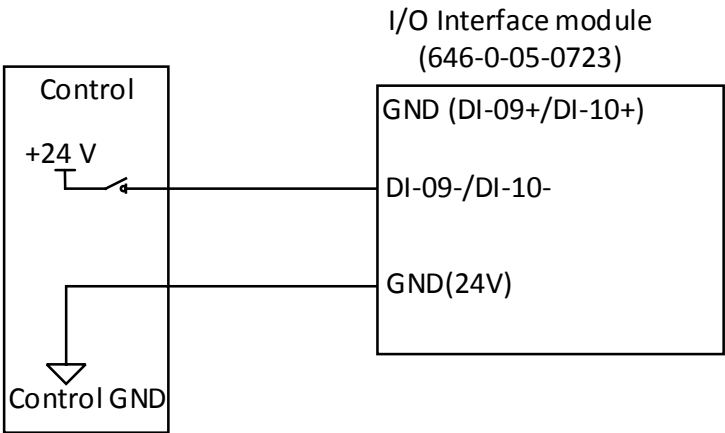 I/O Interface module
(646-0-05-0723)
Control
GND (DI-09+/DI-10+)
+24 V
DI-09-/DI-10-
GND(24V)
Control GND